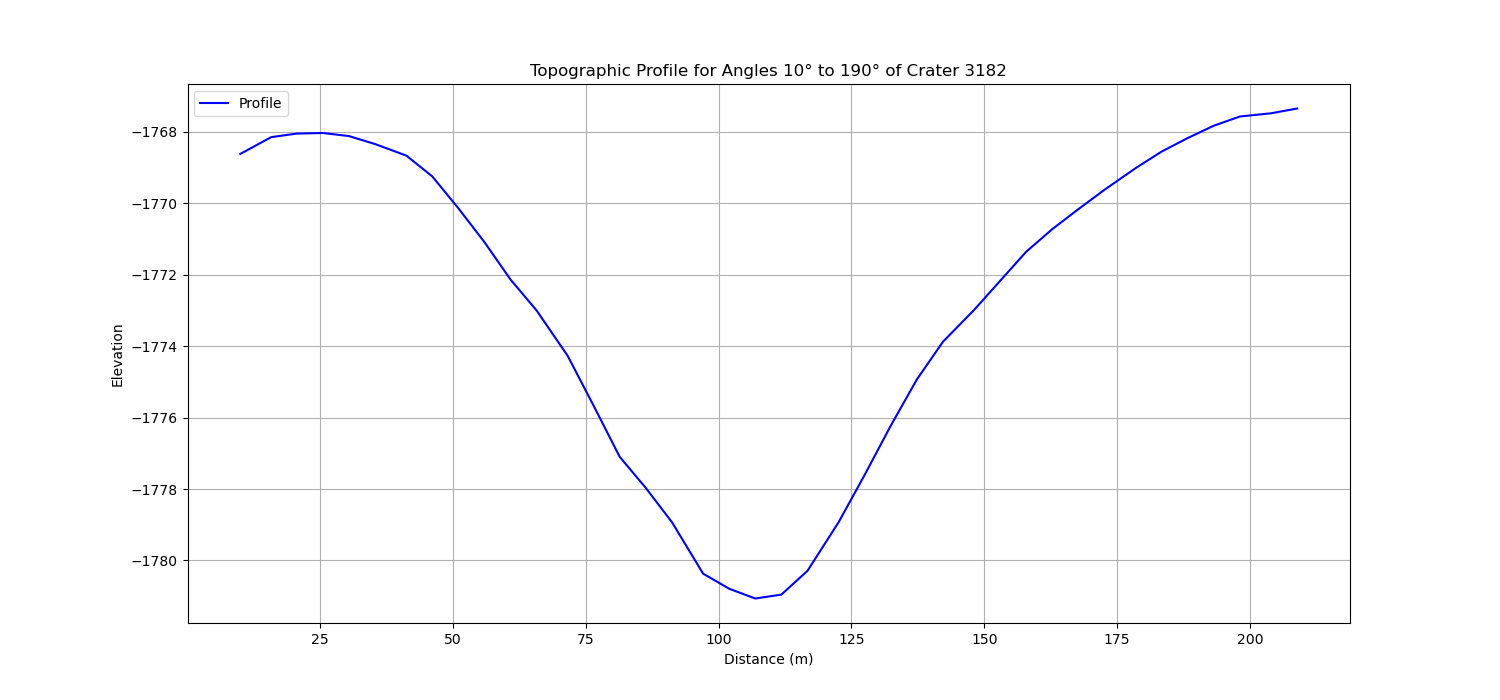 Topographic Profile for Angles 10° to 190° of Crater 3182
Profile
−1768
−1770
−1772
−1774
−1776
−1778
−1780
Elevation
25 50 75 100 125 150 175 200
Distance (m)